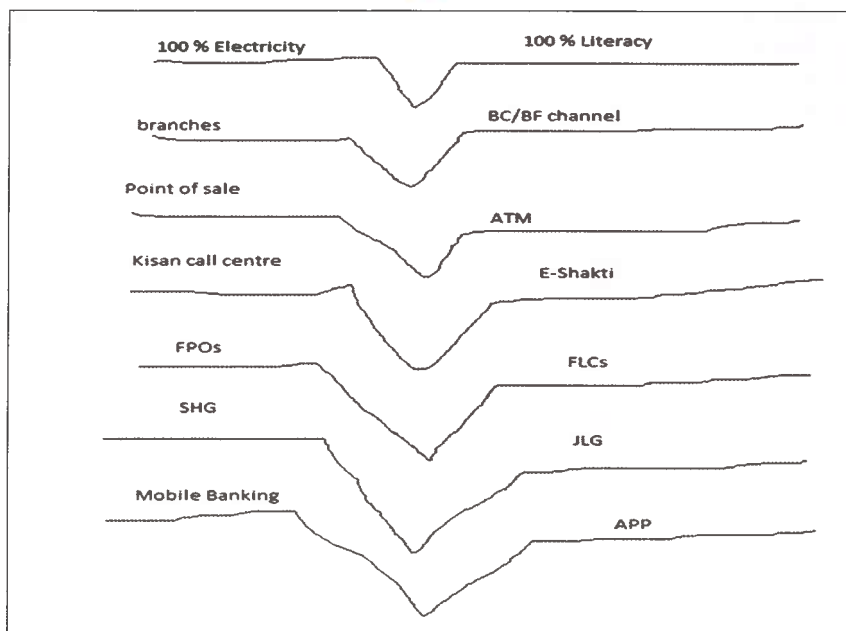 100 % Electricity 100 % Literacy
branches BC/BF channel
Point of sale ATM
Kisan call centre E-Shakti
FPOs FLCs
SHG JLG
Mobile Banking APP